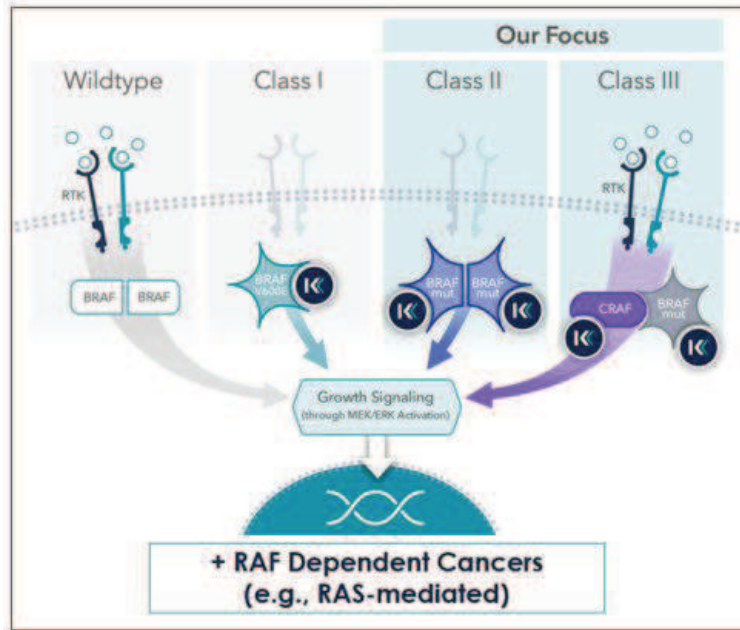 Our Focus
Wildtype
Class I
Class II
Class III
RTK
RTK
BRAF
BRAF
BRAF
V600E
BRAF
mut
BRAF
mut
CRAF
BRAF
mut
Growth Signaling
(through MEK/ERK Activation)
+ RAF Dependent Cancers
(e.g., RAS-mediated)